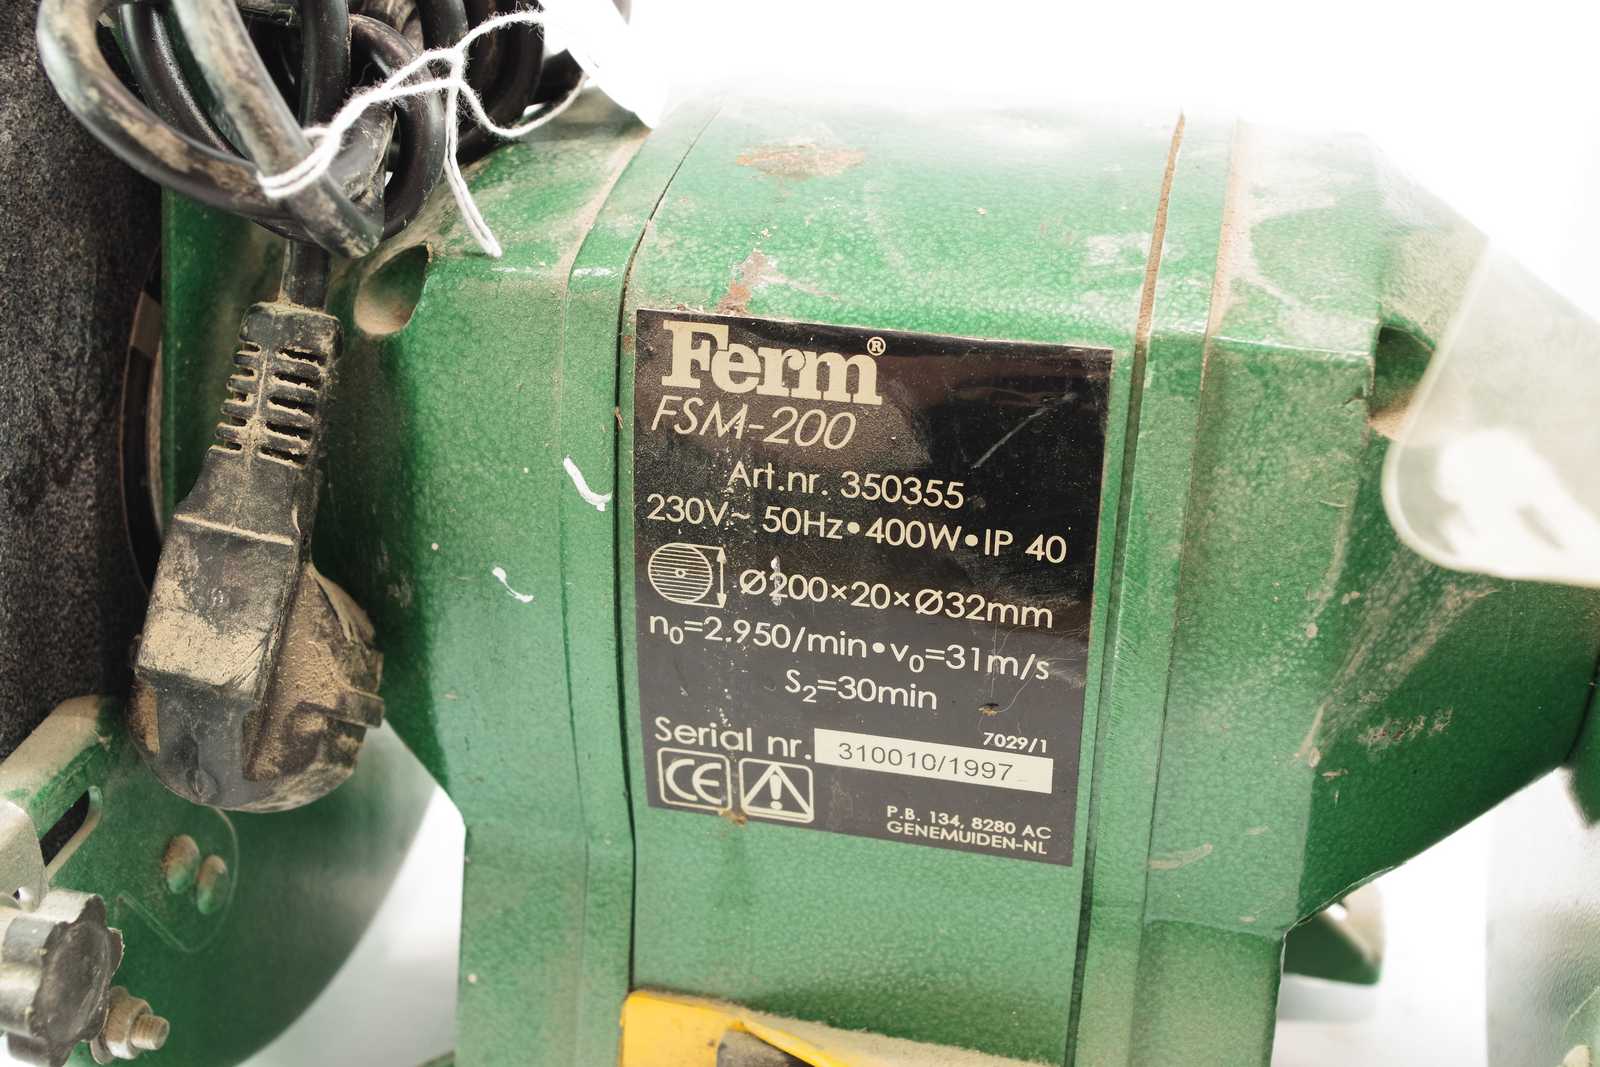 Ferm®
FSM-200
Art.nr. 350355
230V~ 50Hz•400W•IP 40
Ø200×20×Ø32mm
n₀=2.950/min•v₀=31m/s
S₂=30min
7029/1
Serial nr. 310010/1997
CE
P.B. 134, 8280 AC
GENEMUIDEN-NL